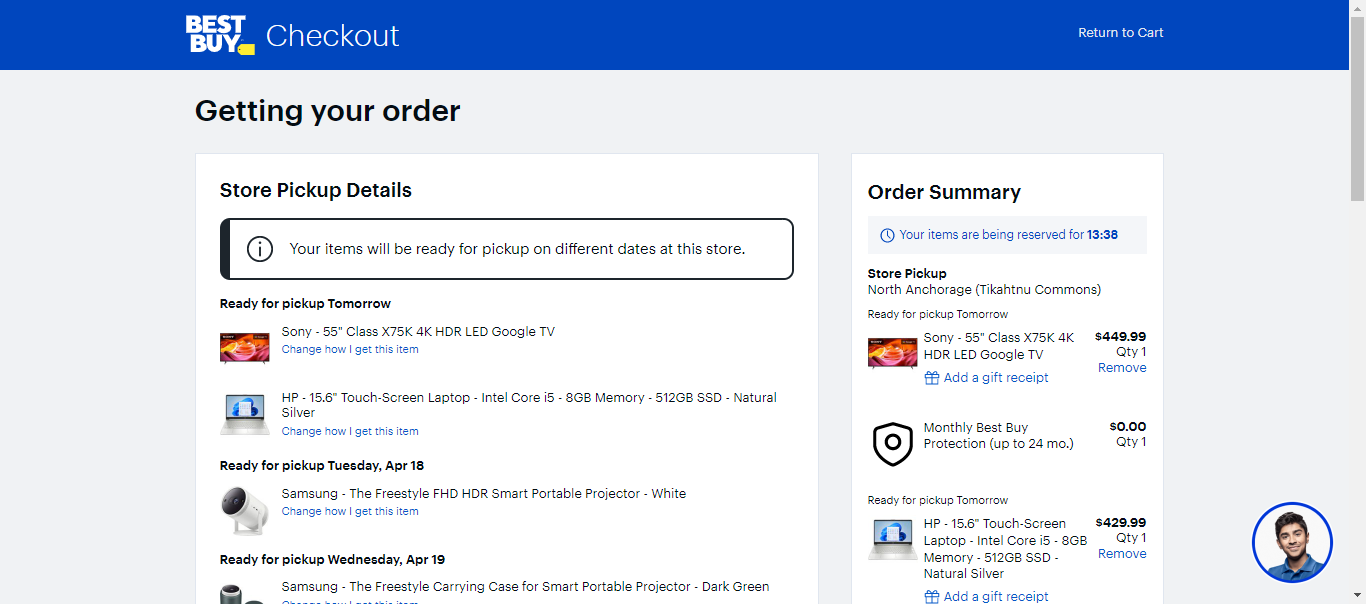 BEST
BUY
Checkout
Return to Cart
Getting your order
Store Pickup Details
Your items will be ready for pickup on different dates at this store.
Ready for pickup Tomorrow
Sony - 55" Class X75K 4K HDR LED Google TV
Change how I get this item
HP - 15.6" Touch-Screen Laptop - Intel Core i5 - 8GB Memory - 512GB SSD - Natural
Silver
Change how I get this item
Ready for pickup Tuesday, Apr 18
Samsung - The Freestyle FHD HDR Smart Portable Projector - White
Change how I get this item
Ready for pickup Wednesday, Apr 19
Samsung - The Freestyle Carrying Case for Smart Portable Projector - Dark Green
Change how I get this item
Order Summary
Your items are being reserved for 13:38
Store Pickup
North Anchorage (Tikahtnu Commons)
Ready for pickup Tomorrow
Sony - 55" Class X75K 4K
HDR LED Google TV
$449.99
Qty 1
Remove
Add a gift receipt
Monthly Best Buy
Protection (up to 24 mo.)
$0.00
Qty 1
Ready for pickup Tomorrow
HP - 15.6" Touch-Screen
Laptop - Intel Core i5 - 8GB
Memory - 512GB SSD -
Natural Silver
$429.99
Qty 1
Remove
Add a gift receipt